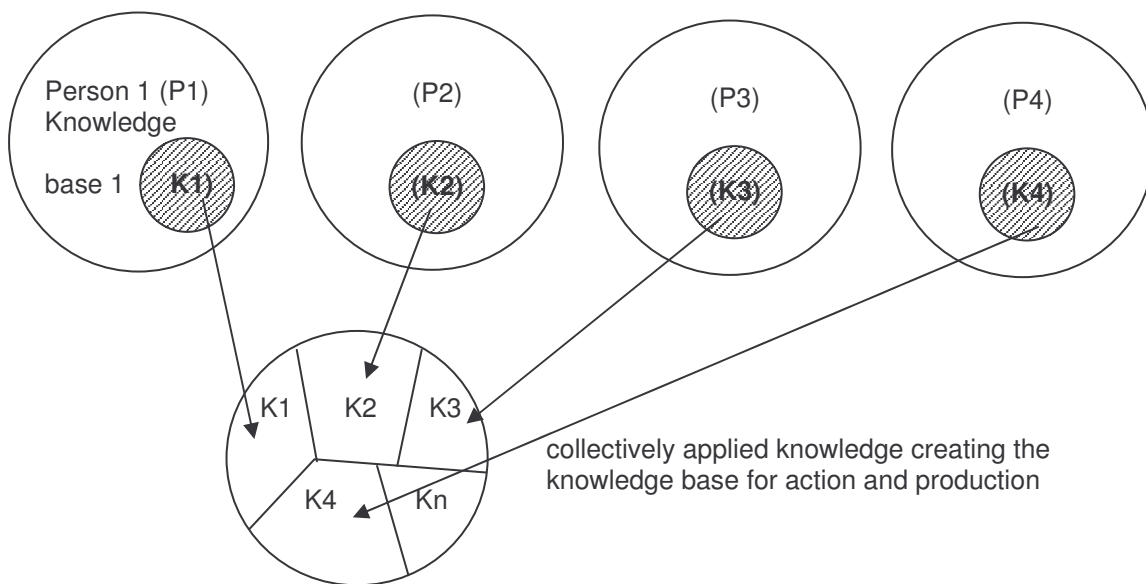 Person 1 (P1)
Knowledge
base 1
K1)
(P2)
(K2)
(P3)
(K3)
(P4)
(K4)
K1
K2
K3
K4
Kn
collectively applied knowledge creating the
knowledge base for action and production